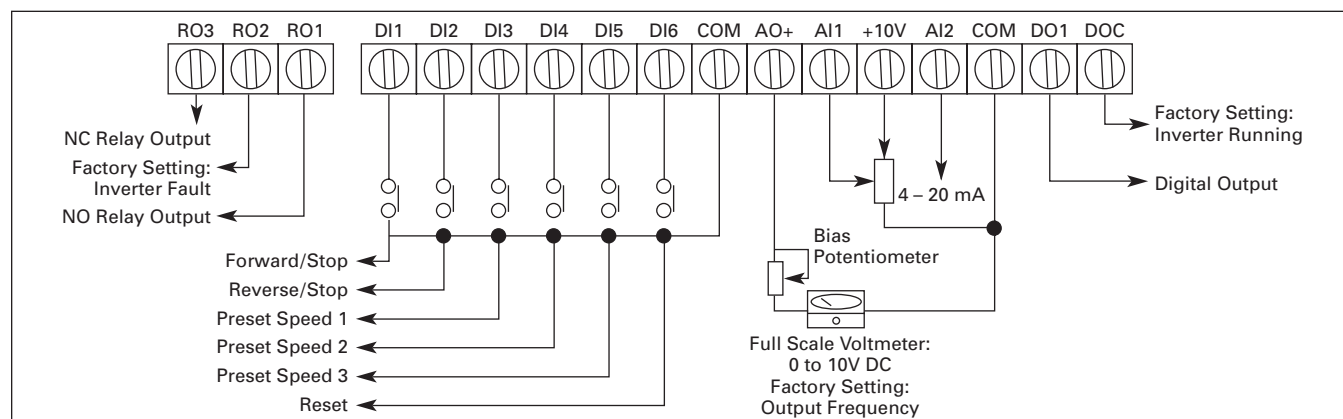 RO3 RO2 RO1 DI1 DI2 DI3 DI4 DI5 DI6 COM AO+ AI1 +10V AI2 COM DO1 DOC
NC Relay Output
Factory Setting:
Inverter Fault
NO Relay Output
Forward/Stop
Reverse/Stop
Preset Speed 1
Preset Speed 2
Preset Speed 3
Reset
4 – 20 mA
Bias
Potentiometer
Full Scale Voltmeter:
0 to 10V DC
Factory Setting:
Output Frequency
Factory Setting:
Inverter Running
Digital Output